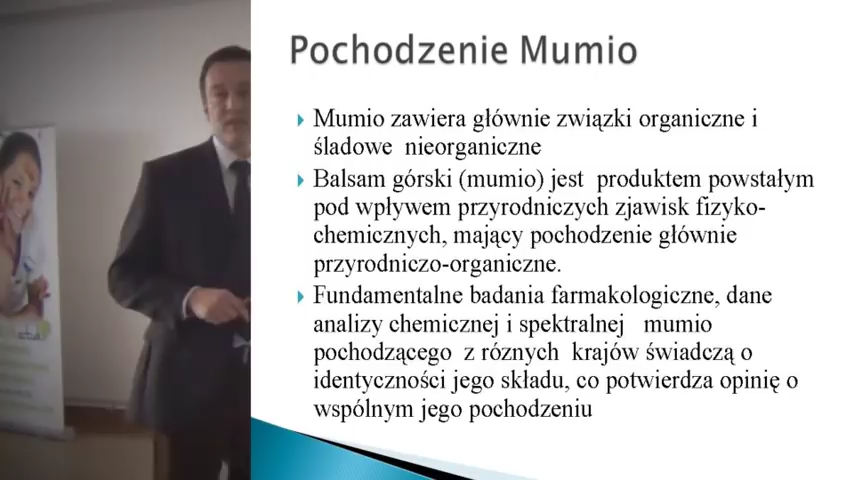 Pochodzenie Mumio
Mumio zawiera głównie związki organiczne i
śladowe nieorganiczne
Balsam górski (mumio) jest produktem powstałym
pod wpływem przyrodniczych zjawisk fizyko-
chemicznych, mający pochodzenie głównie
przyrodniczo-organiczne.
Fundamentalne badania farmakologiczne, dane
analizy chemicznej i spektralnej mumio
pochodzącego z róznych krajów świadczą o
identyczności jego składu, co potwierdza opinię o
wspólnym jego pochodzeniu